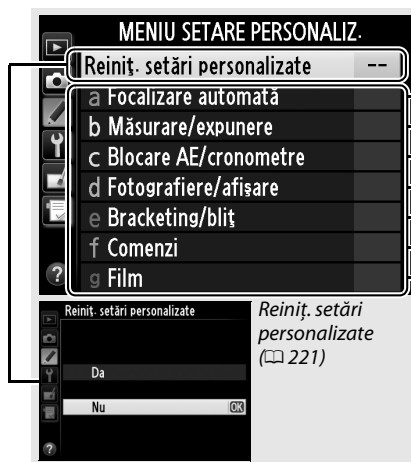 MENIU SETARE PERSONALIZ.
Reiniţ. setări personalizate --
a Focalizare automată
b Măsurare/expunere
c Blocare AE/cronometre
d Fotografiere/afişare
e Bracketing/bliţ
f Comenzi
g Film
?
Reiniţ. setări personalizate
Da
Nu OK
?
Reiniţ. setări
personalizate
(📖 221)